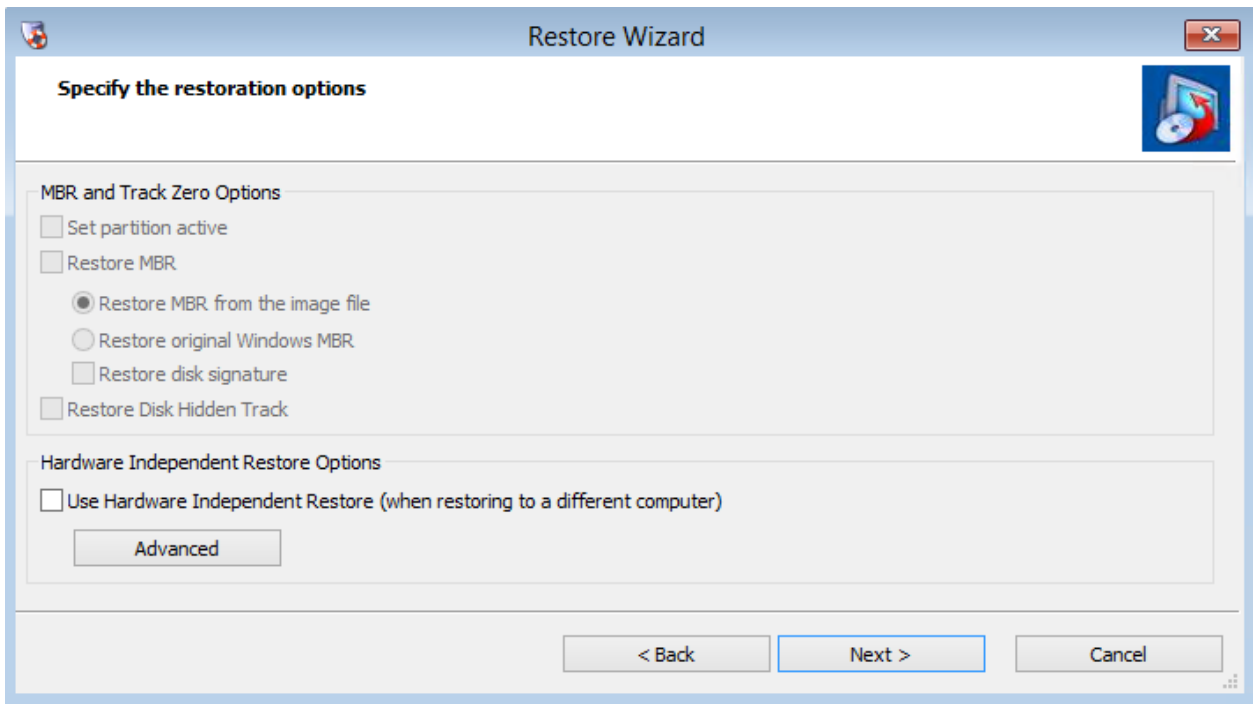 Restore Wizard
Specify the restoration options
MBR and Track Zero Options
Set partition active
Restore MBR
Restore MBR from the image file
Restore original Windows MBR
Restore disk signature
Restore Disk Hidden Track
Hardware Independent Restore Options
Use Hardware Independent Restore (when restoring to a different computer)
Advanced
< Back Next > Cancel